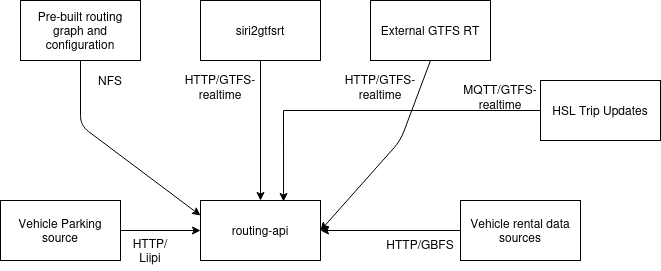 Pre-built routing
graph and
configuration
siri2gtfsrt
External GTFS RT
NFS
HTTP/GTFS-
realtime
HTTP/GTFS-
realtime
MQTT/GTFS-
realtime
HSL Trip Updates
Vehicle Parking
source
HTTP/
Liipi
routing-api
HTTP/GBFS
Vehicle rental data
sources